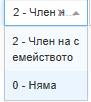 2 - Член н...
2 - Член на с
емейството
0 - Няма